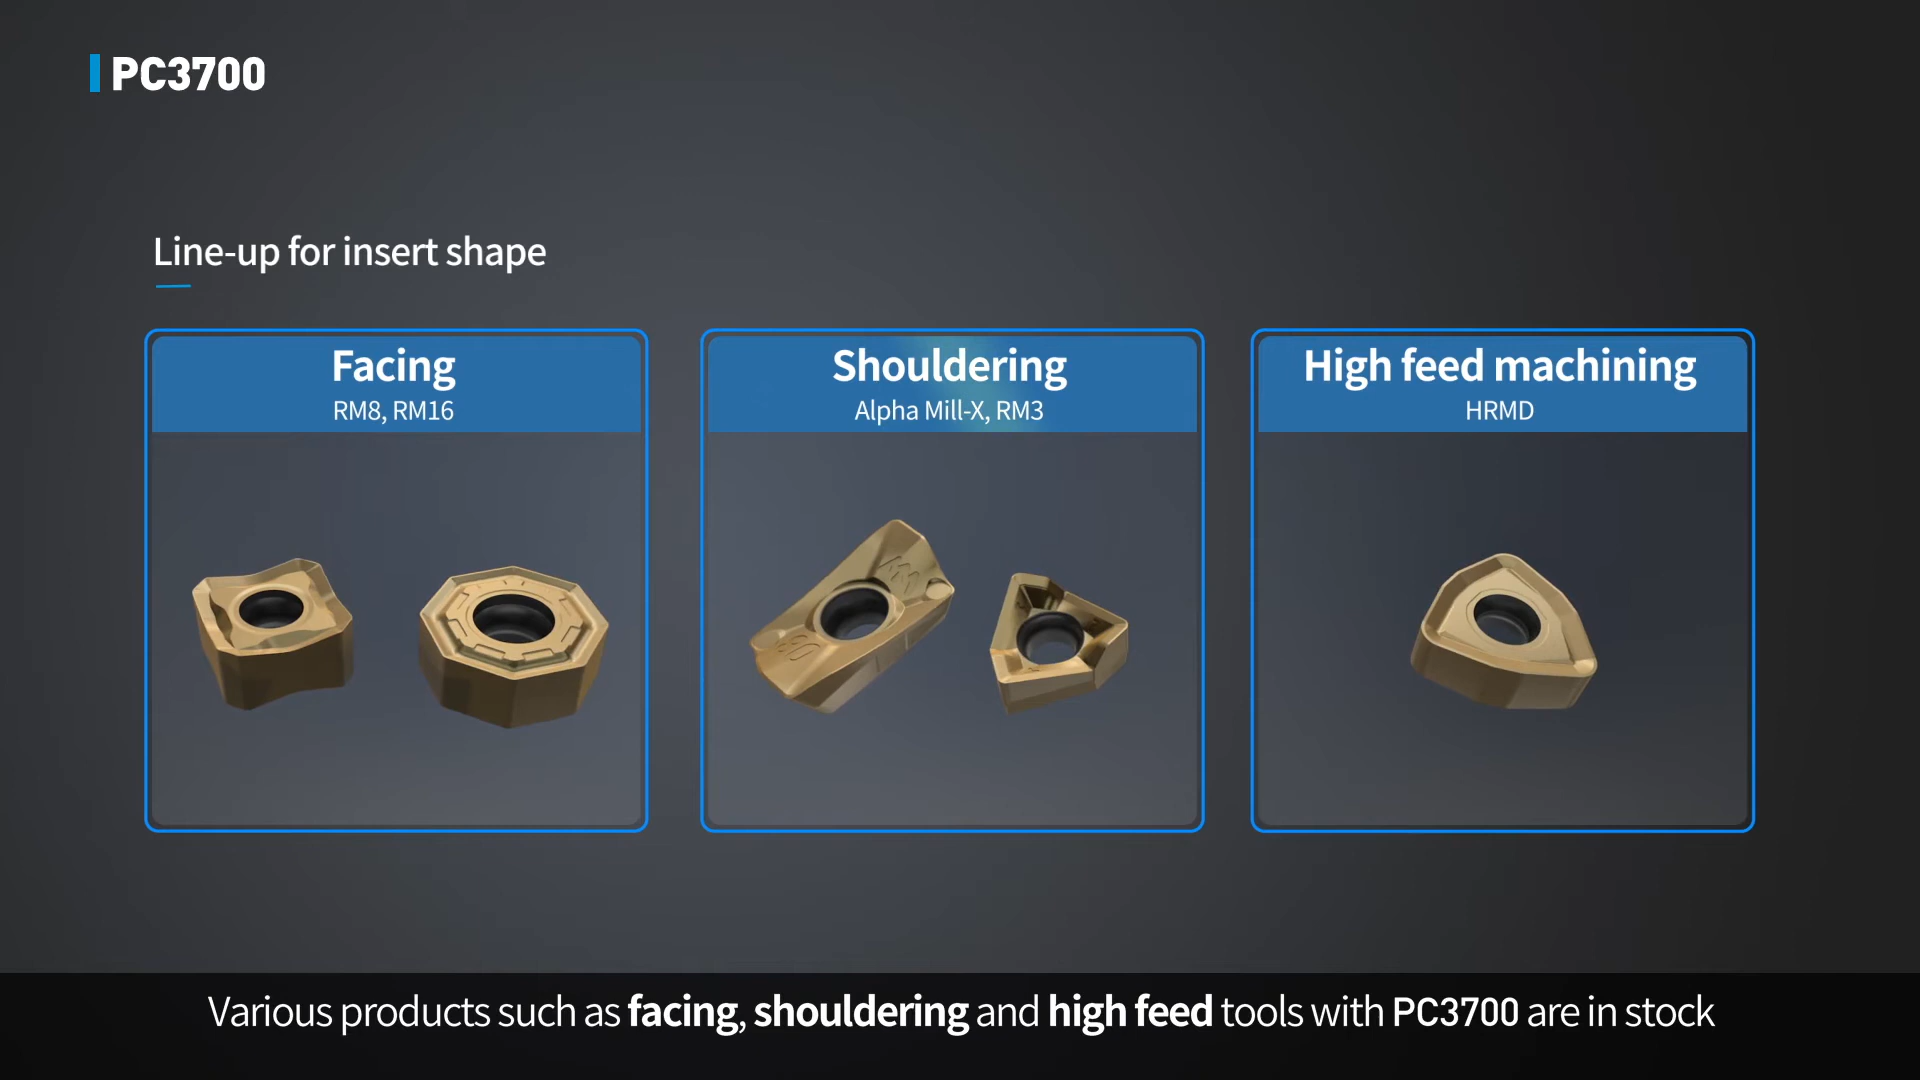 PC3700
Line-up for insert shape
Facing
RM8, RM16
Shouldering
Alpha Mill-X, RM3
High feed machining
HRMD
Various products such as facing, shouldering and high feed tools with PC3700 are in stock